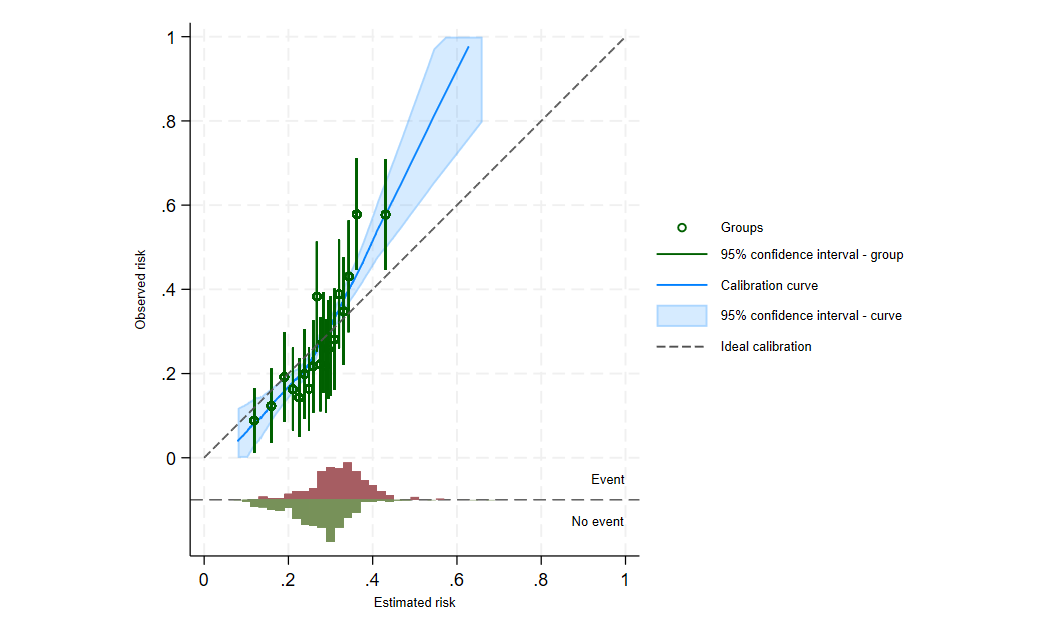 1
.8
.6
.4
.2
0
Observed risk
Event
No event
0 .2 .4 .6 .8 1
Estimated risk
Groups
95% confidence interval - group
Calibration curve
95% confidence interval - curve
Ideal calibration